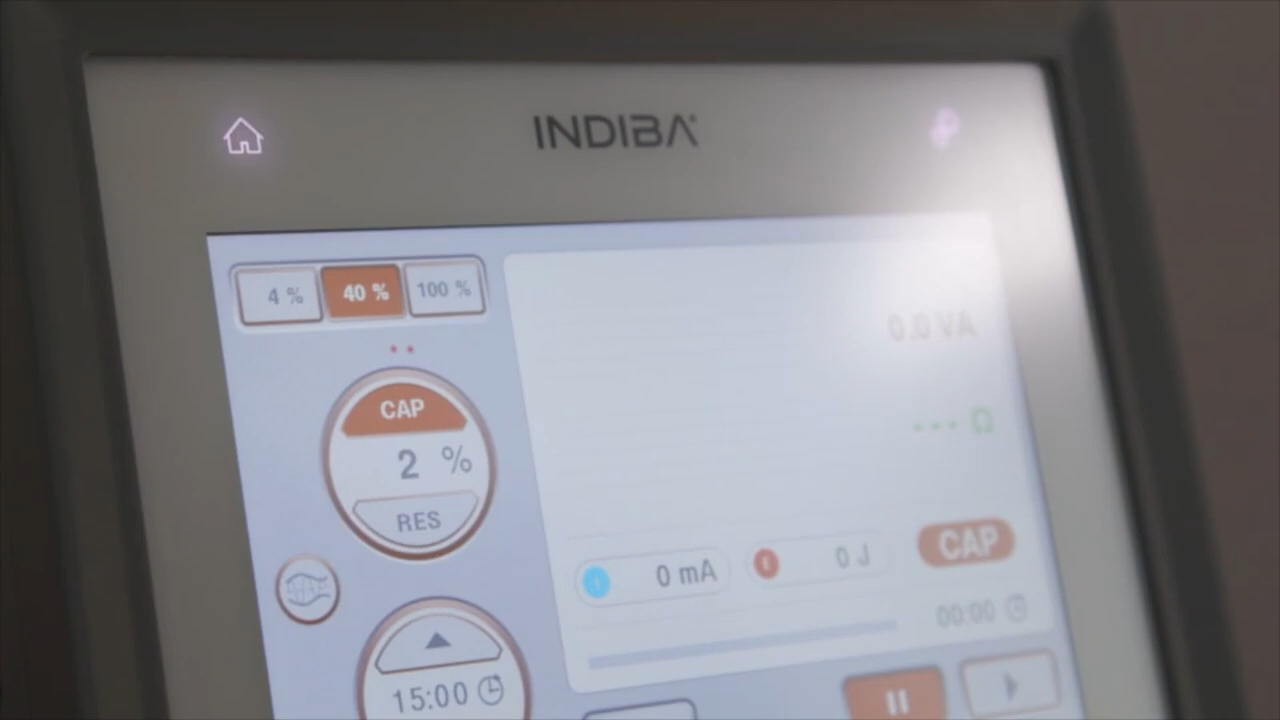 INDIBA
4 %
40 %
100 %
0.0 VA
CAP
--- Ω
2 %
RES
0 mA
0 J
CAP
00:00
15:00